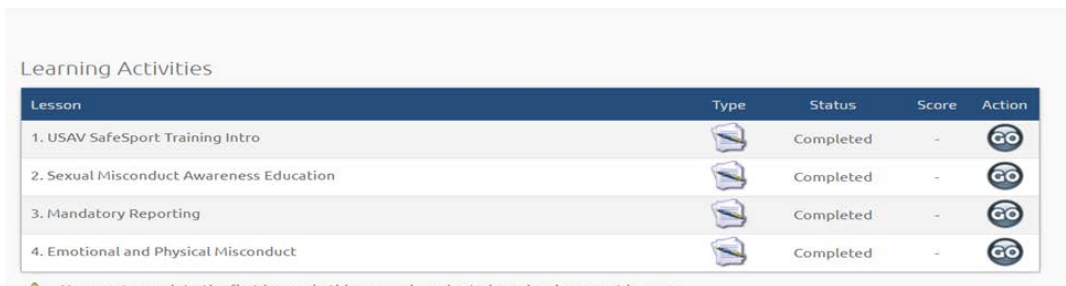 Learning Activities
Lesson Type Status Score Action
1. USAV SafeSport Training Intro Completed - GO
2. Sexual Misconduct Awareness Education Completed - GO
3. Mandatory Reporting Completed - GO
4. Emotional and Physical Misconduct Completed - GO